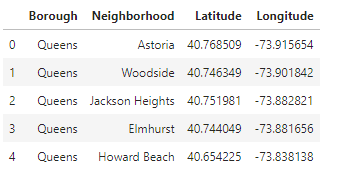 Borough Neighborhood Latitude Longitude
0 Queens Astoria 40.768509 -73.915654
1 Queens Woodside 40.746349 -73.901842
2 Queens Jackson Heights 40.751981 -73.882821
3 Queens Elmhurst 40.744049 -73.881656
4 Queens Howard Beach 40.654225 -73.838138